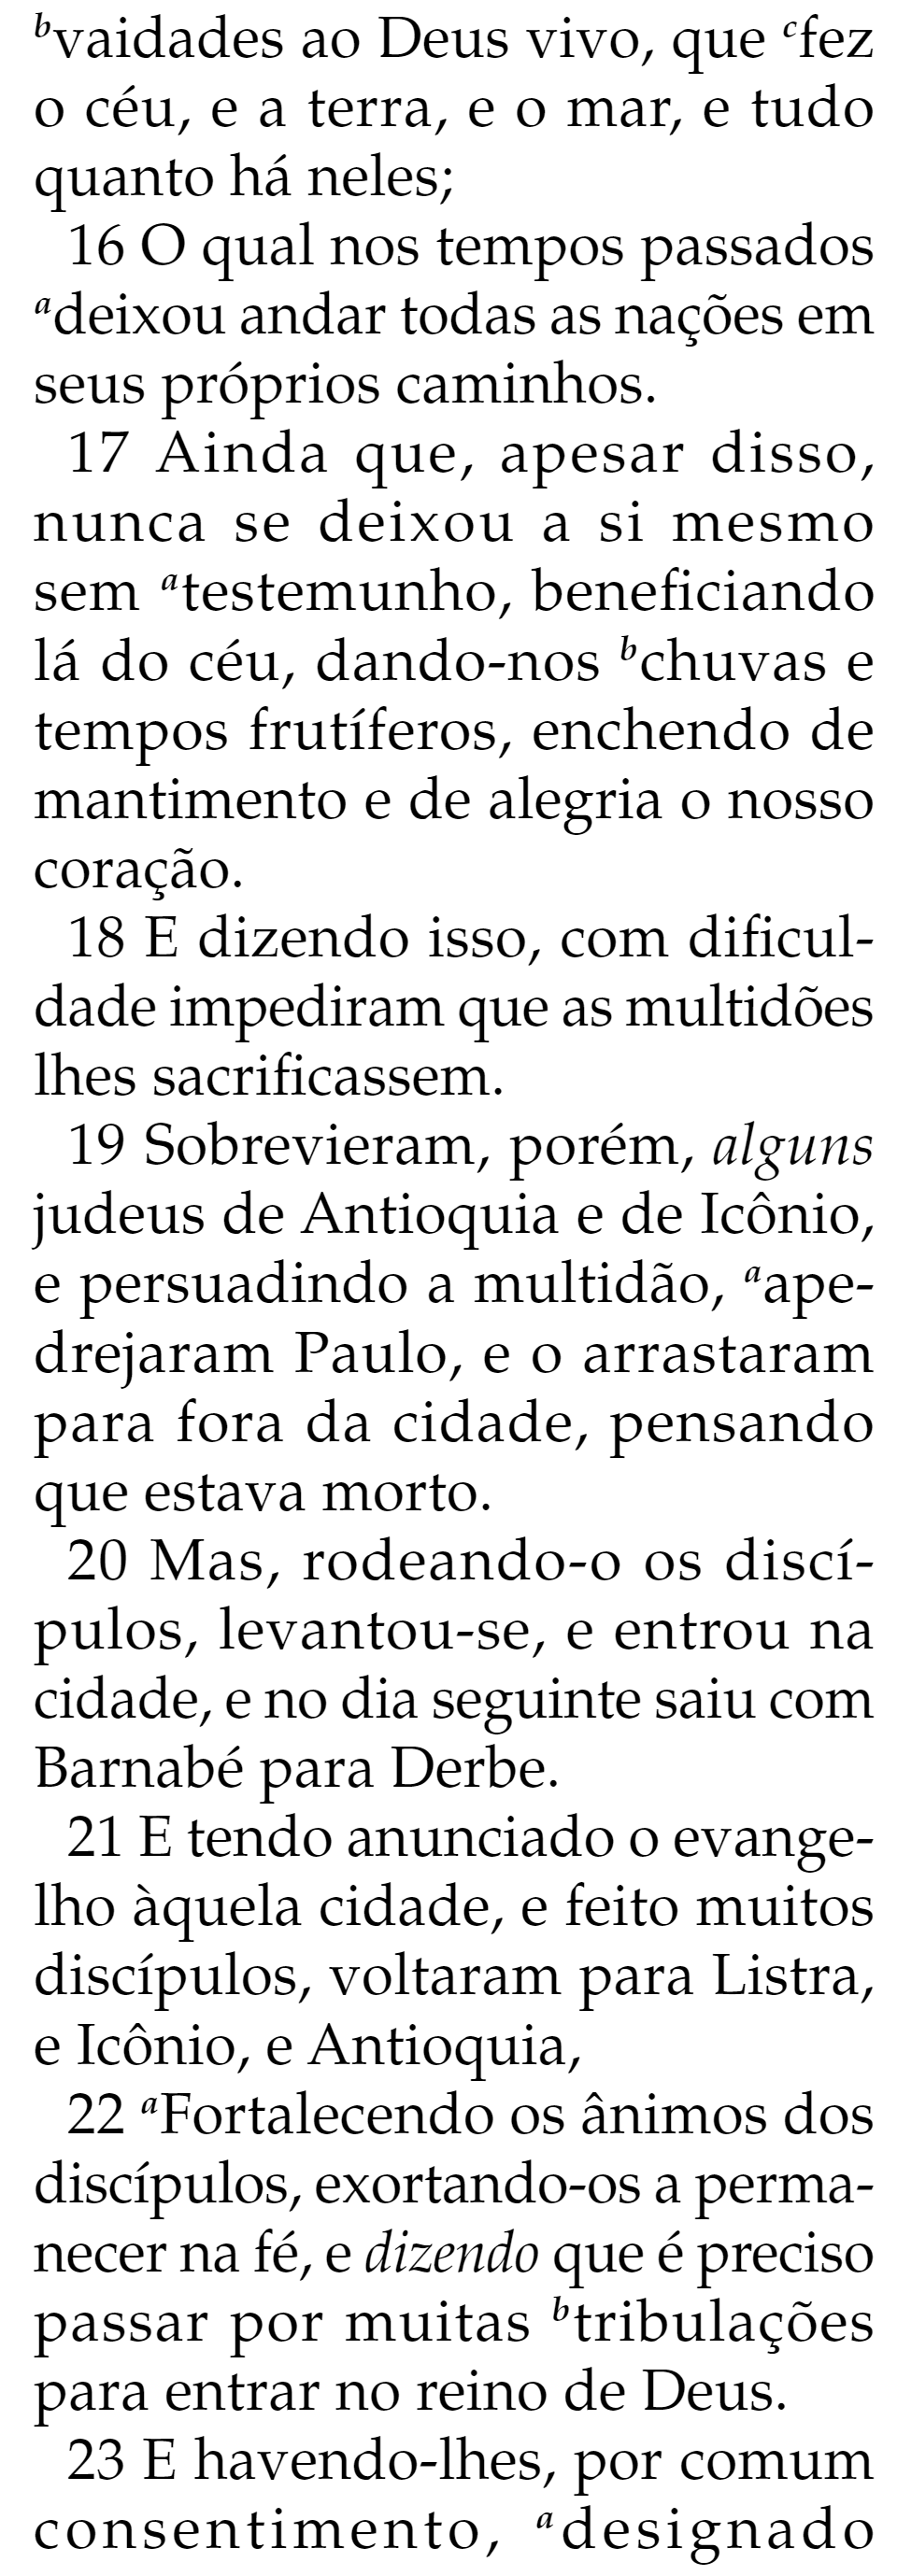 bvaidades ao Deus vivo, que cfez
o céu, e a terra, e o mar, e tudo
quanto há neles;
16 O qual nos tempos passados
adeixou andar todas as nações em
seus próprios caminhos.
17 Ainda que, apesar disso,
nunca se deixou a si mesmo
sem atestemunho, beneficiando
lá do céu, dando-nos bchuvas e
tempos frutíferos, enchendo de
mantimento e de alegria o nosso
coração.
18 E dizendo isso, com dificul-
dade impediram que as multidões
lhes sacrificassem.
19 Sobrevieram, porém, alguns
judeus de Antioquia e de Icônio,
e persuadindo a multidão, aape-
drejaram Paulo, e o arrastaram
para fora da cidade, pensando
que estava morto.
20 Mas, rodeando-o os discí-
pulos, levantou-se, e entrou na
cidade, e no dia seguinte saiu com
Barnabé para Derbe.
21 E tendo anunciado o evange-
lho àquela cidade, e feito muitos
discípulos, voltaram para Listra,
e Icônio, e Antioquia,
22 aFortalecendo os ânimos dos
discípulos, exortando-os a perma-
necer na fé, e dizendo que é preciso
passar por muitas btribulações
para entrar no reino de Deus.
23 E havendo-lhes, por comum
consentimento, adesignado